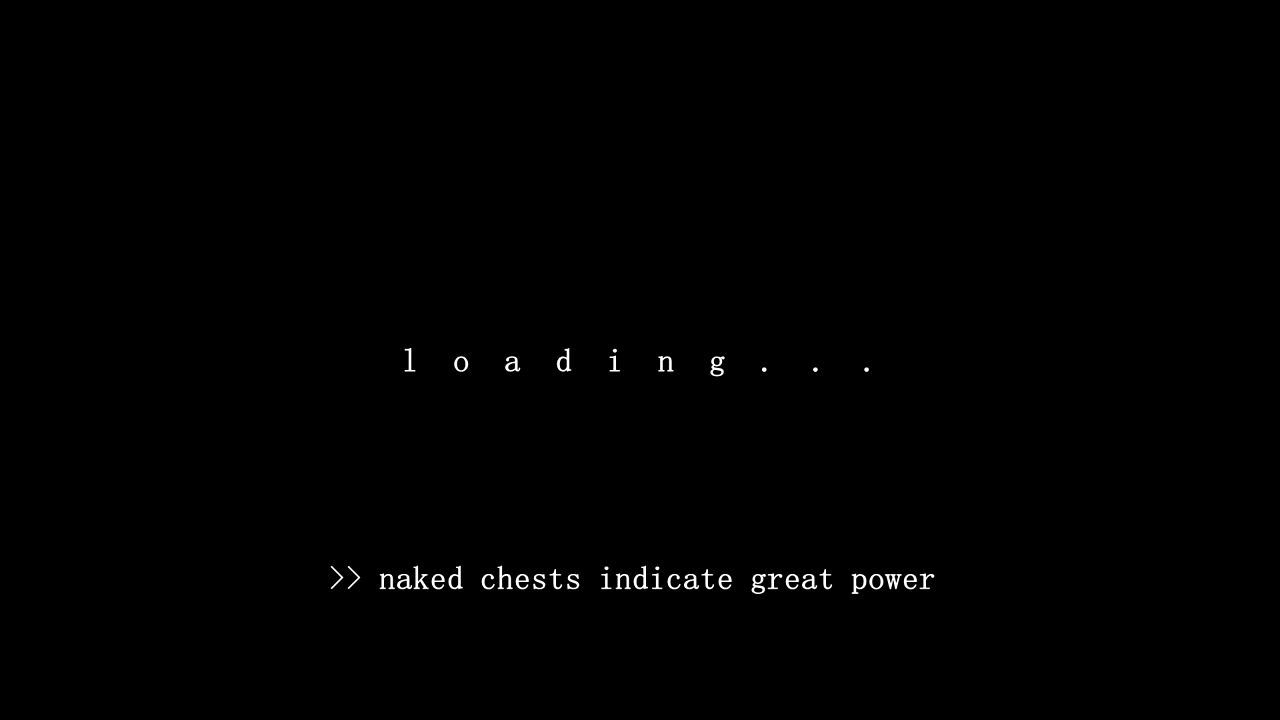 l o a d i n g . . .
>> naked chests indicate great power